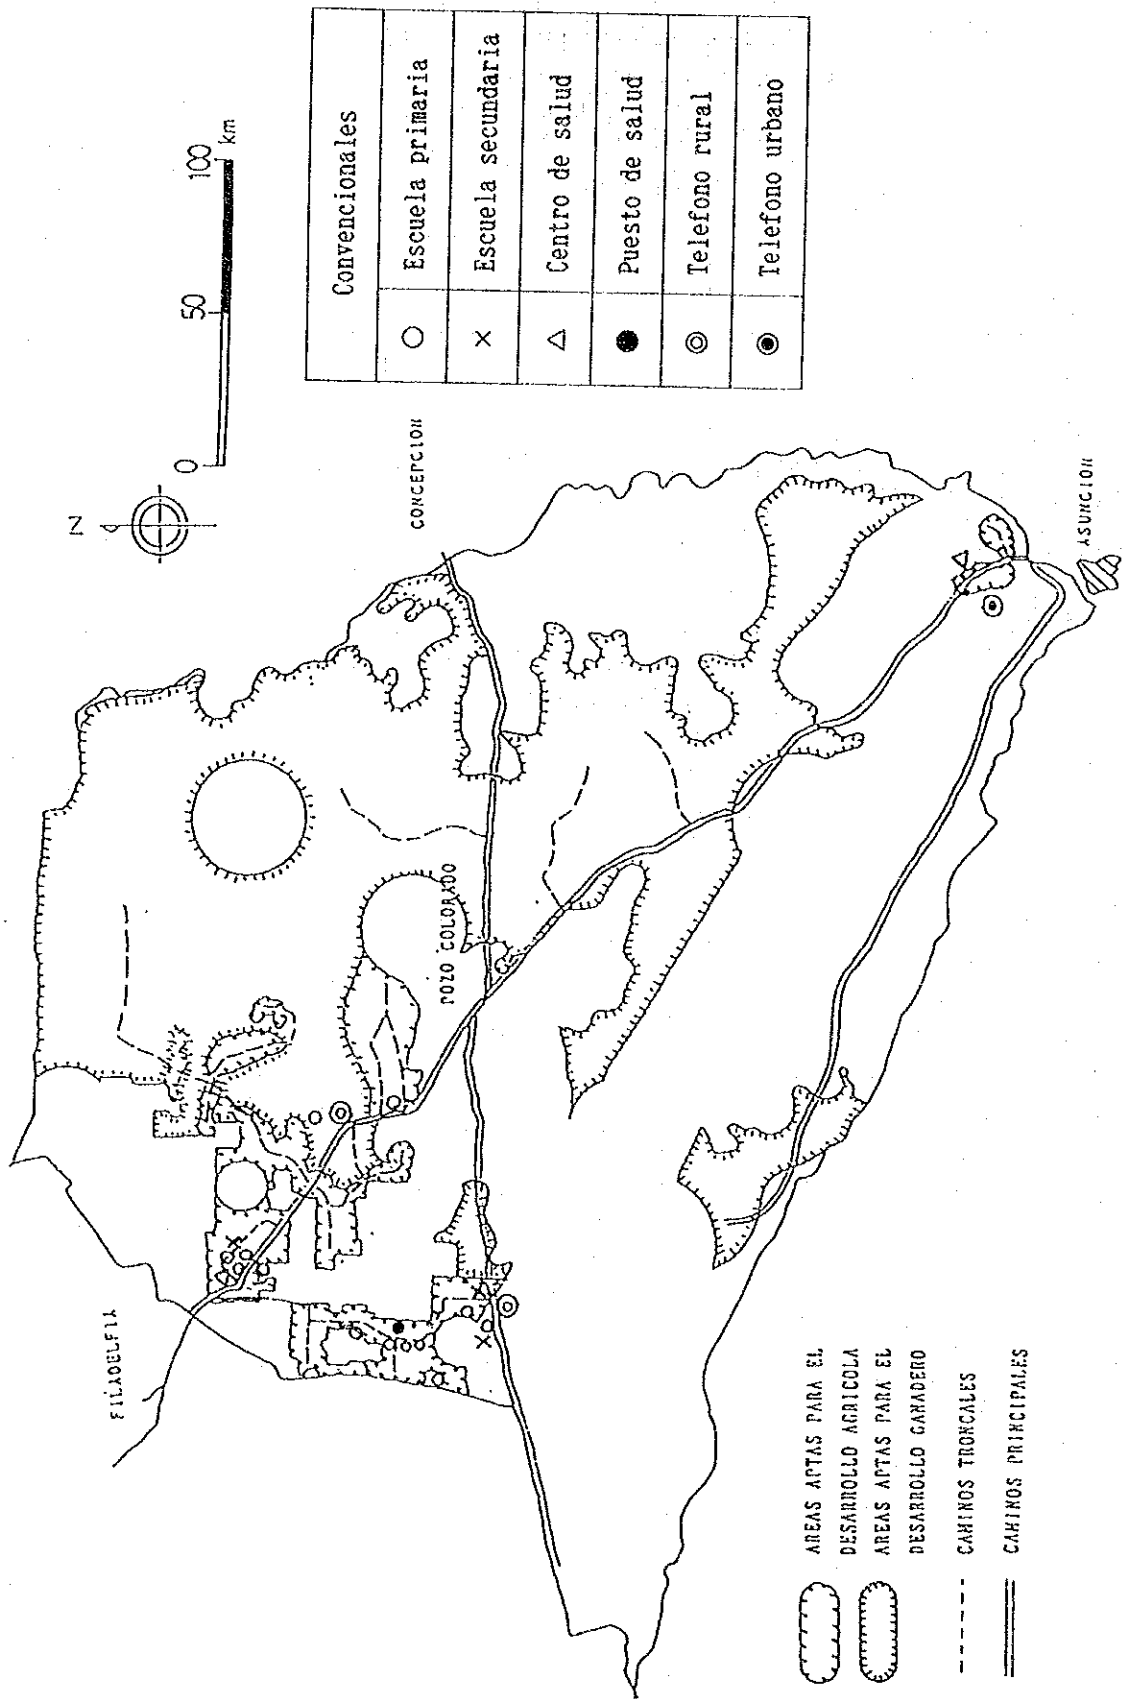 N
0 50 100
km
CONCEPCION
FILADELFIA
POZO COLORADO
ASUNCION
Convencionales
○ Escuela primaria
× Escuela secundaria
△ Centro de salud
● Puesto de salud
◎ Telefono rural
Telefono urbano
AREAS APTAS PARA EL
DESARROLLO AGRICOLA
AREAS APTAS PARA EL
DESARROLLO GANADERO
CAMINOS TRONCALES
CAMINOS PRINCIPALES